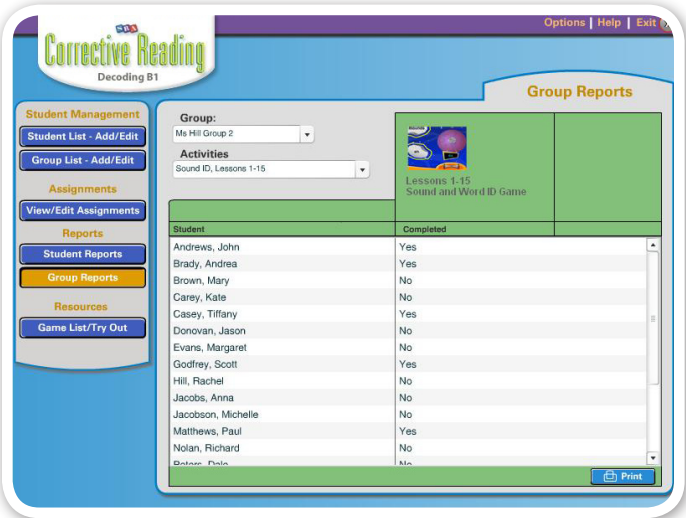 Options | Help | Exit
SRA
Corrective Reading
Decoding B1
Group Reports
Student Management
Student List - Add/Edit
Group List - Add/Edit
Assignments
View/Edit Assignments
Reports
Student Reports
Group Reports
Resources
Game List/Try Out
Group:
Ms Hill Group 2
Activities
Sound ID, Lessons 1-15
Lessons 1-15
Sound and Word ID Game
Student Completed
Andrews, John Yes
Brady, Andrea Yes
Brown, Mary No
Carey, Kate No
Casey, Tiffany Yes
Donovan, Jason No
Evans, Margaret No
Godfrey, Scott Yes
Hill, Rachel No
Jacobs, Anna No
Jacobson, Michelle No
Matthews, Paul Yes
Nolan, Richard No
Peters, Dale No
Print